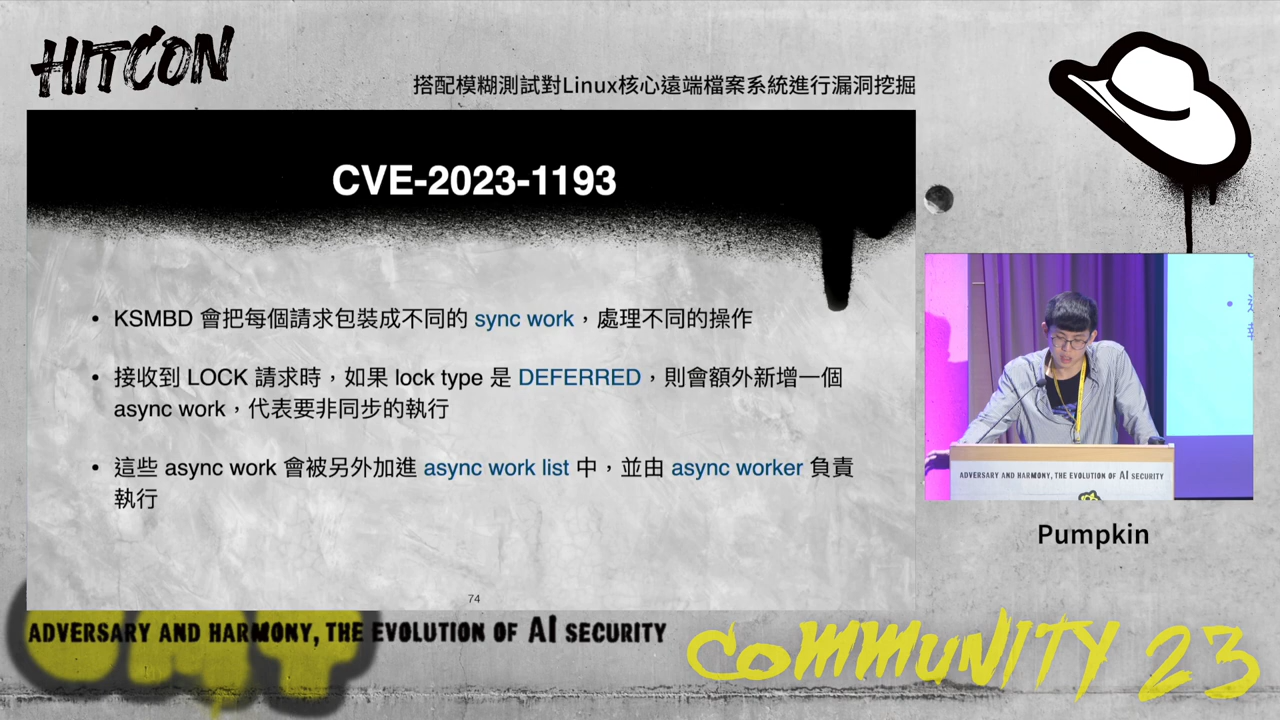 HITCON
搭配模糊測試對Linux核心遠端檔案系統進行漏洞挖掘
CVE-2023-1193
• KSMBD 會把每個請求包裝成不同的 sync work，處理不同的操作
• 接收到 LOCK 請求時，如果 lock type 是 DEFERRED，則會額外新增一個
async work，代表要非同步的執行
• 這些 async work 會被另外加進 async work list 中，並由 async worker 負責
執行
74
ADVERSARY AND HARMONY, THE EVOLUTION OF AI SECURITY
Pumpkin
ADVERSARY AND HARMONY, THE EVOLUTION OF AI SECURITY
COMMUNITY 23